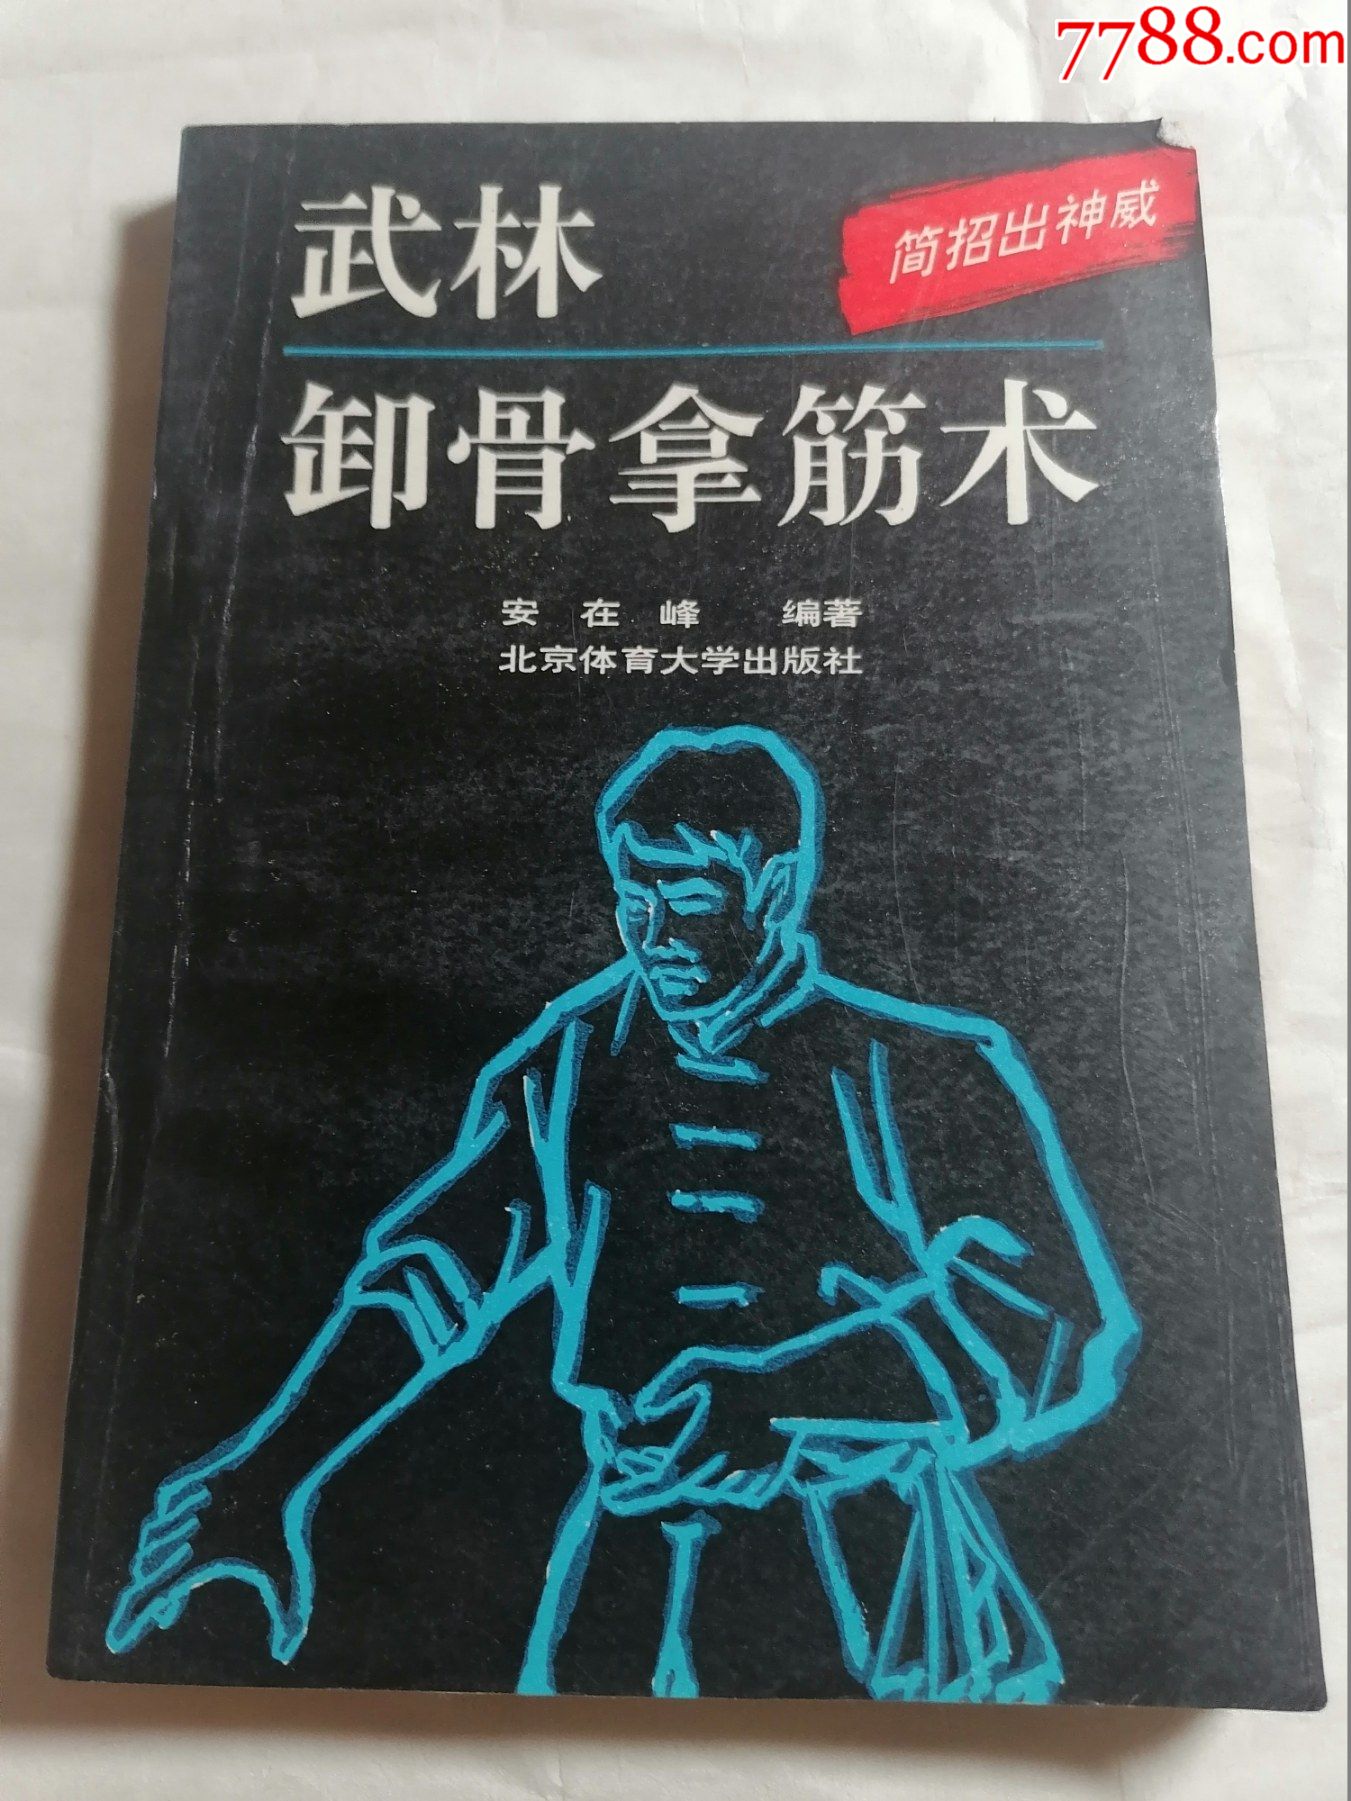 7788.com
简招出神威
武林
卸骨拿筋术
安在峰 编著
北京体育大学出版社